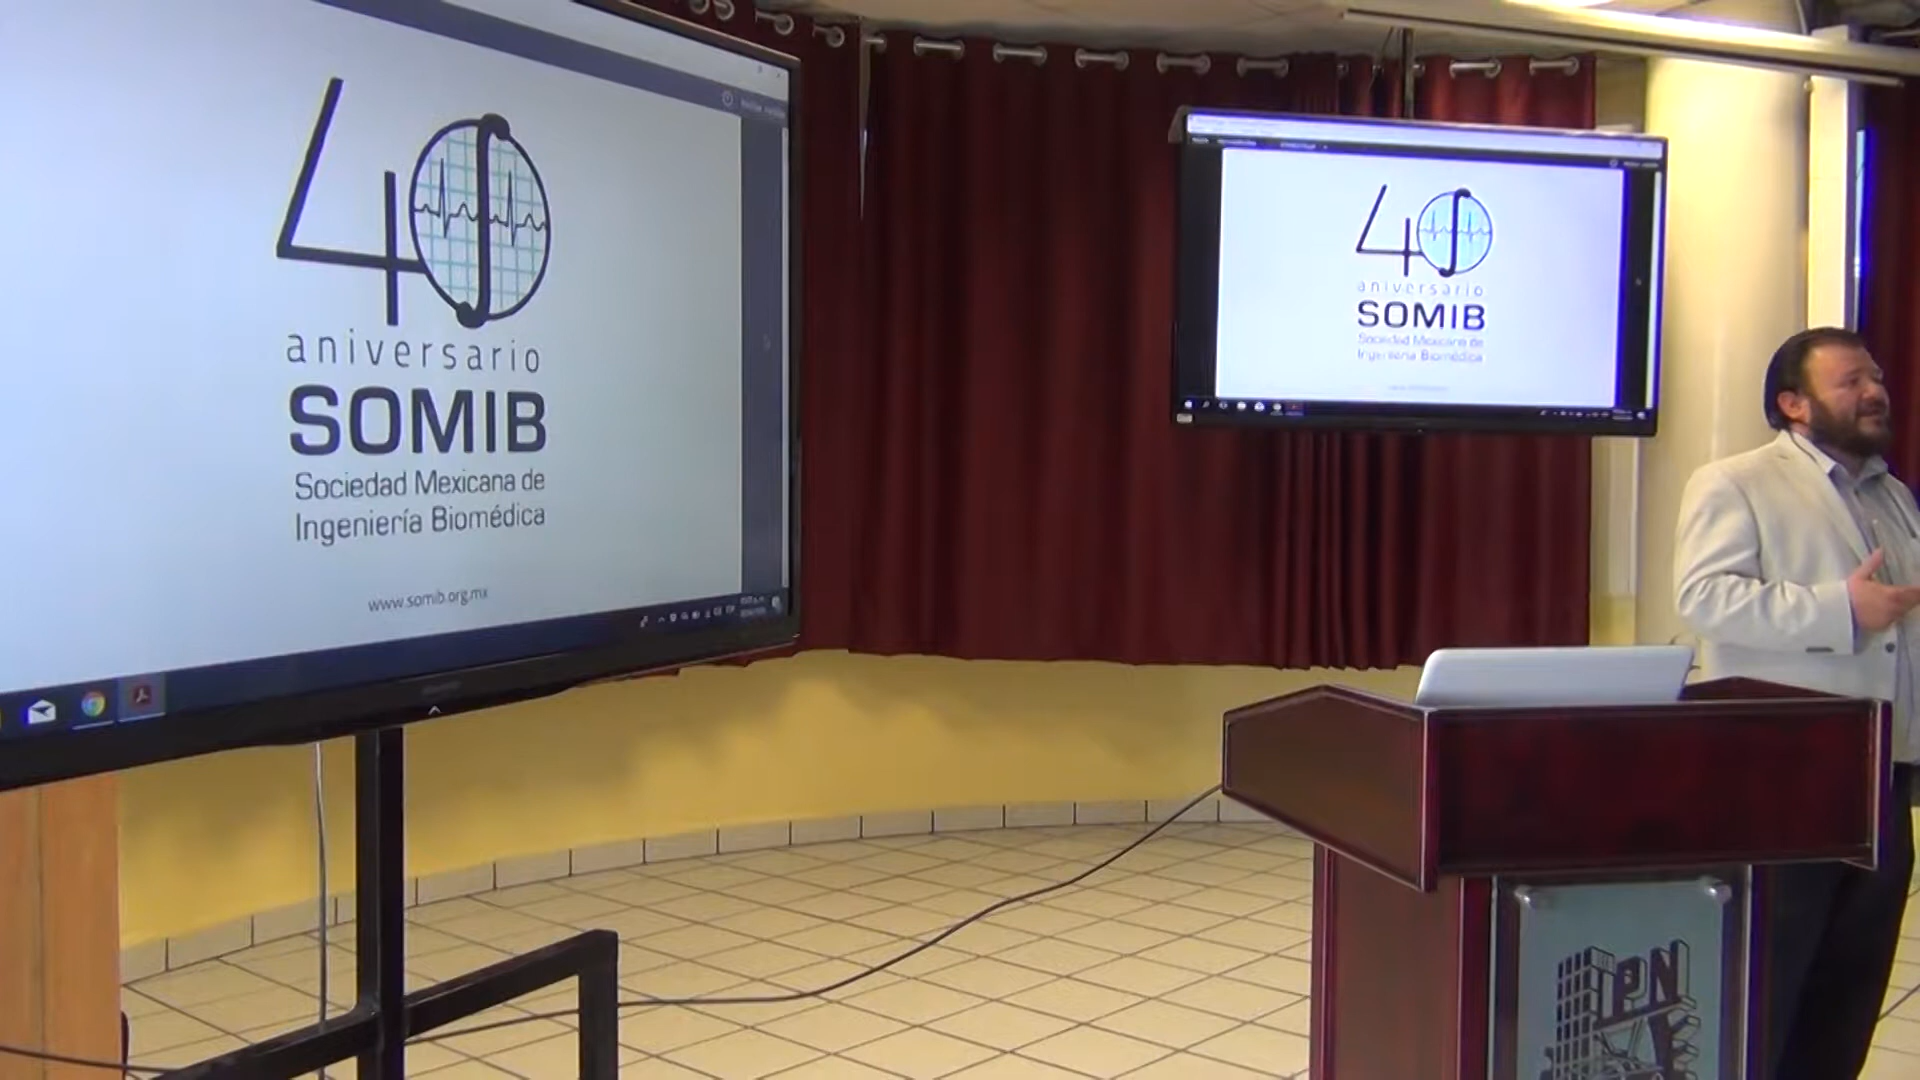 40
aniversario
SOMIB
Sociedad Mexicana de
Ingeniería Biomédica
www.somib.org.mx
40
aniversario
SOMIB
Sociedad Mexicana de
Ingeniería Biomédica
IPN